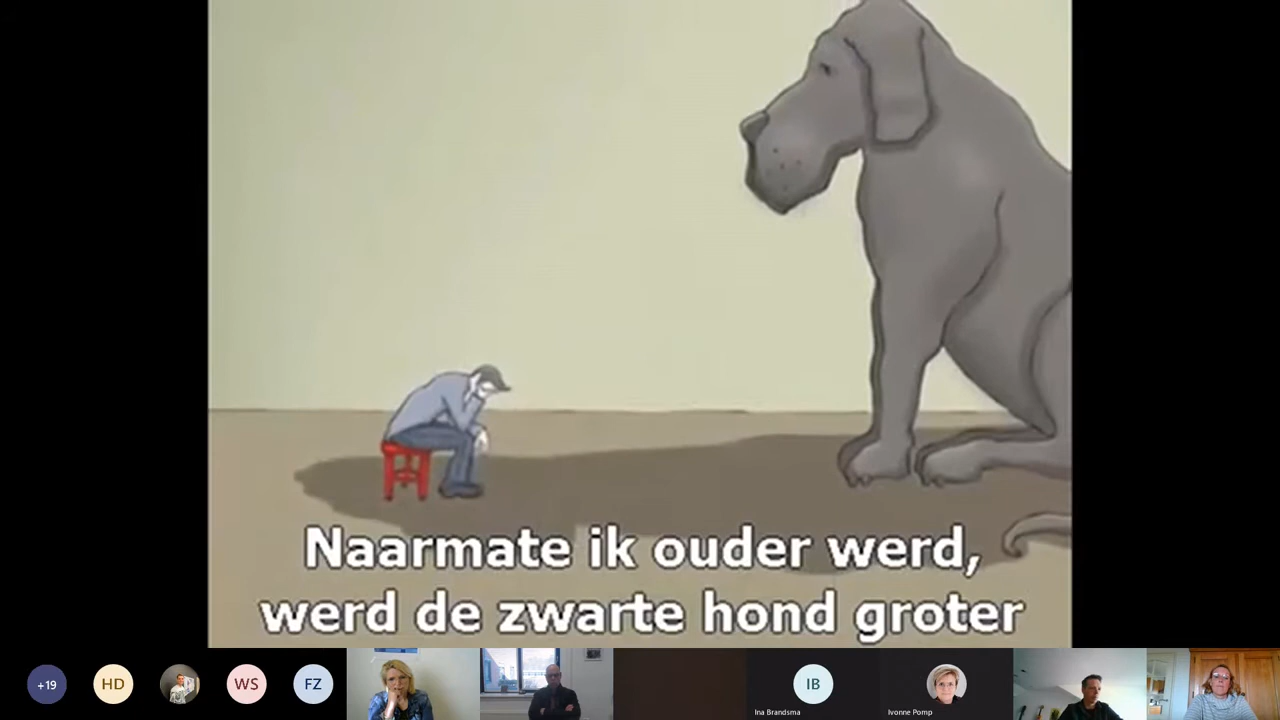 Naarmate ik ouder werd,
werd de zwarte hond groter
+19
HD
WS
FZ
IB
Ina Brandsma
Ivonne Pomp